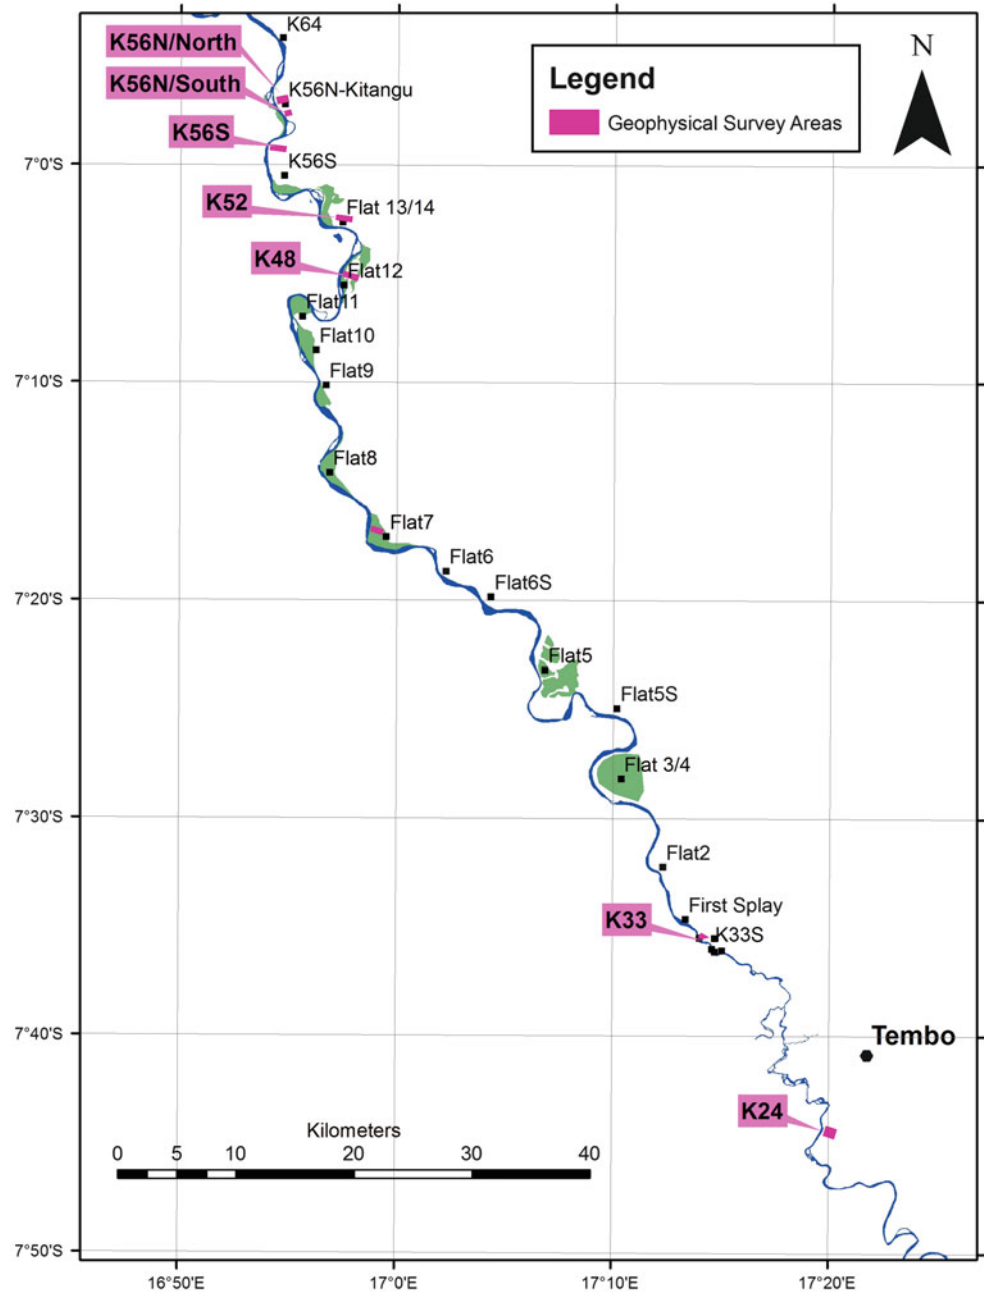 K64
N
K56N/North
Legend
K56N/South
K56N-Kitangu
Geophysical Survey Areas
K56S
7°0'S
K56S
K52
Flat 13/14
K48
Flat12
Flat11
Flat10
7°10'S
Flat9
Flat8
Flat7
Flat6
Flat6S
7°20'S
Flat5
Flat5S
Flat 3/4
7°30'S
Flat2
First Splay
K33
K33S
7°40'S
Tembo
K24
Kilometers
0 5 10 20 30 40
7°50'S
16°50'E 17°0'E 17°10'E 17°20'E